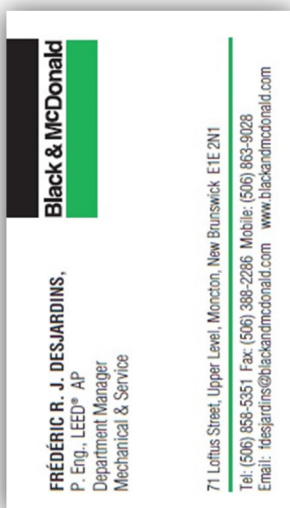 Black & McDonald
FRÉDÉRIC R. J. DESJARDINS,
P. Eng., LEED® AP
Department Manager
Mechanical & Service
71 Loftus Street, Upper Level, Moncton, New Brunswick E1E 2N1
Tel: (506) 858-5351 Fax: (506) 388-2286 Mobile: (506) 863-9028
Email: fdesjardins@blackandmcdonald.com www.blackandmcdonald.com